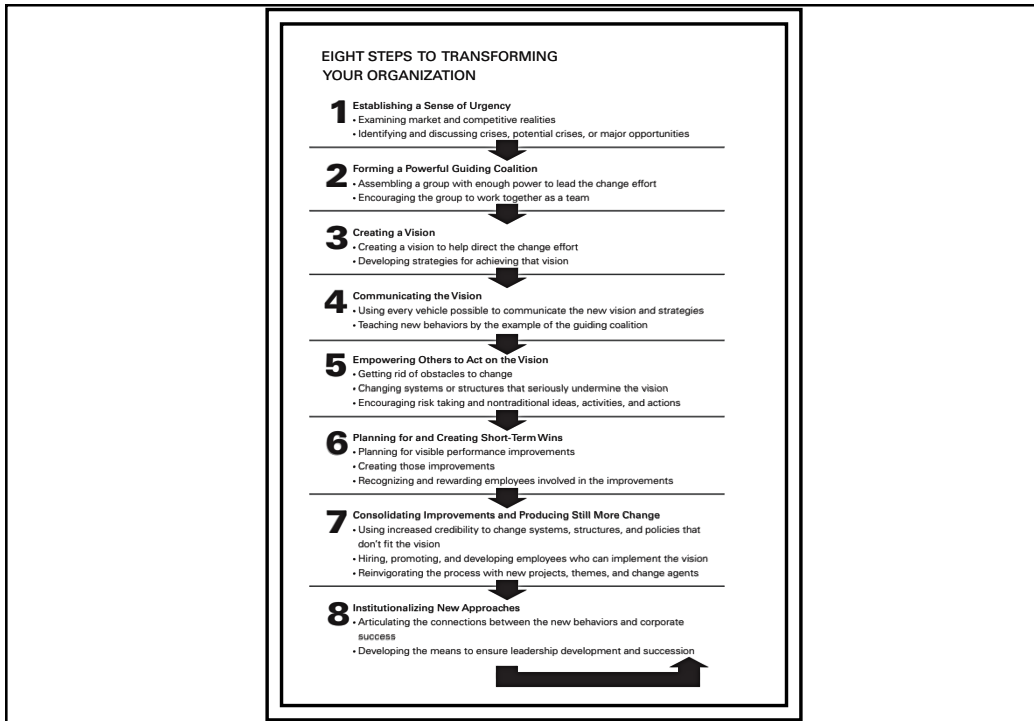 EIGHT STEPS TO TRANSFORMING
YOUR ORGANIZATION
1 Establishing a Sense of Urgency
• Examining market and competitive realities
• Identifying and discussing crises, potential crises, or major opportunities
2 Forming a Powerful Guiding Coalition
• Assembling a group with enough power to lead the change effort
• Encouraging the group to work together as a team
3 Creating a Vision
• Creating a vision to help direct the change effort
• Developing strategies for achieving that vision
4 Communicating the Vision
• Using every vehicle possible to communicate the new vision and strategies
• Teaching new behaviors by the example of the guiding coalition
5 Empowering Others to Act on the Vision
• Getting rid of obstacles to change
• Changing systems or structures that seriously undermine the vision
• Encouraging risk taking and nontraditional ideas, activities, and actions
6 Planning for and Creating Short-Term Wins
• Planning for visible performance improvements
• Creating those improvements
• Recognizing and rewarding employees involved in the improvements
7 Consolidating Improvements and Producing Still More Change
• Using increased credibility to change systems, structures, and policies that
don't fit the vision
• Hiring, promoting, and developing employees who can implement the vision
• Reinvigorating the process with new projects, themes, and change agents
8 Institutionalizing New Approaches
• Articulating the connections between the new behaviors and corporate
success
• Developing the means to ensure leadership development and succession